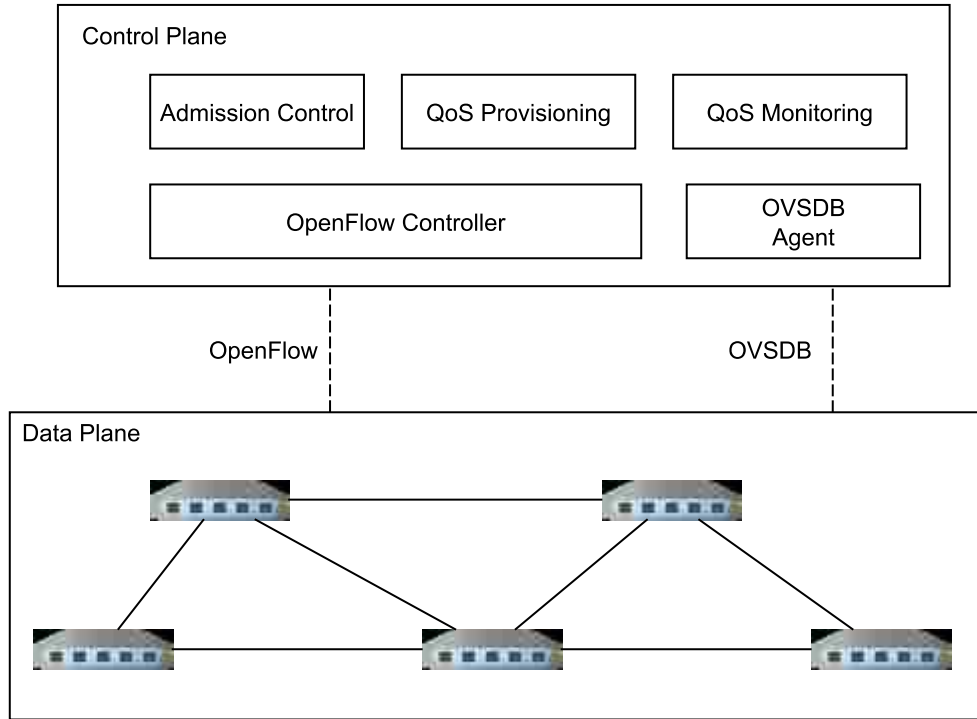 Control Plane
Admission Control
QoS Provisioning
QoS Monitoring
OpenFlow Controller
OVSDB
Agent
OpenFlow
OVSDB
Data Plane